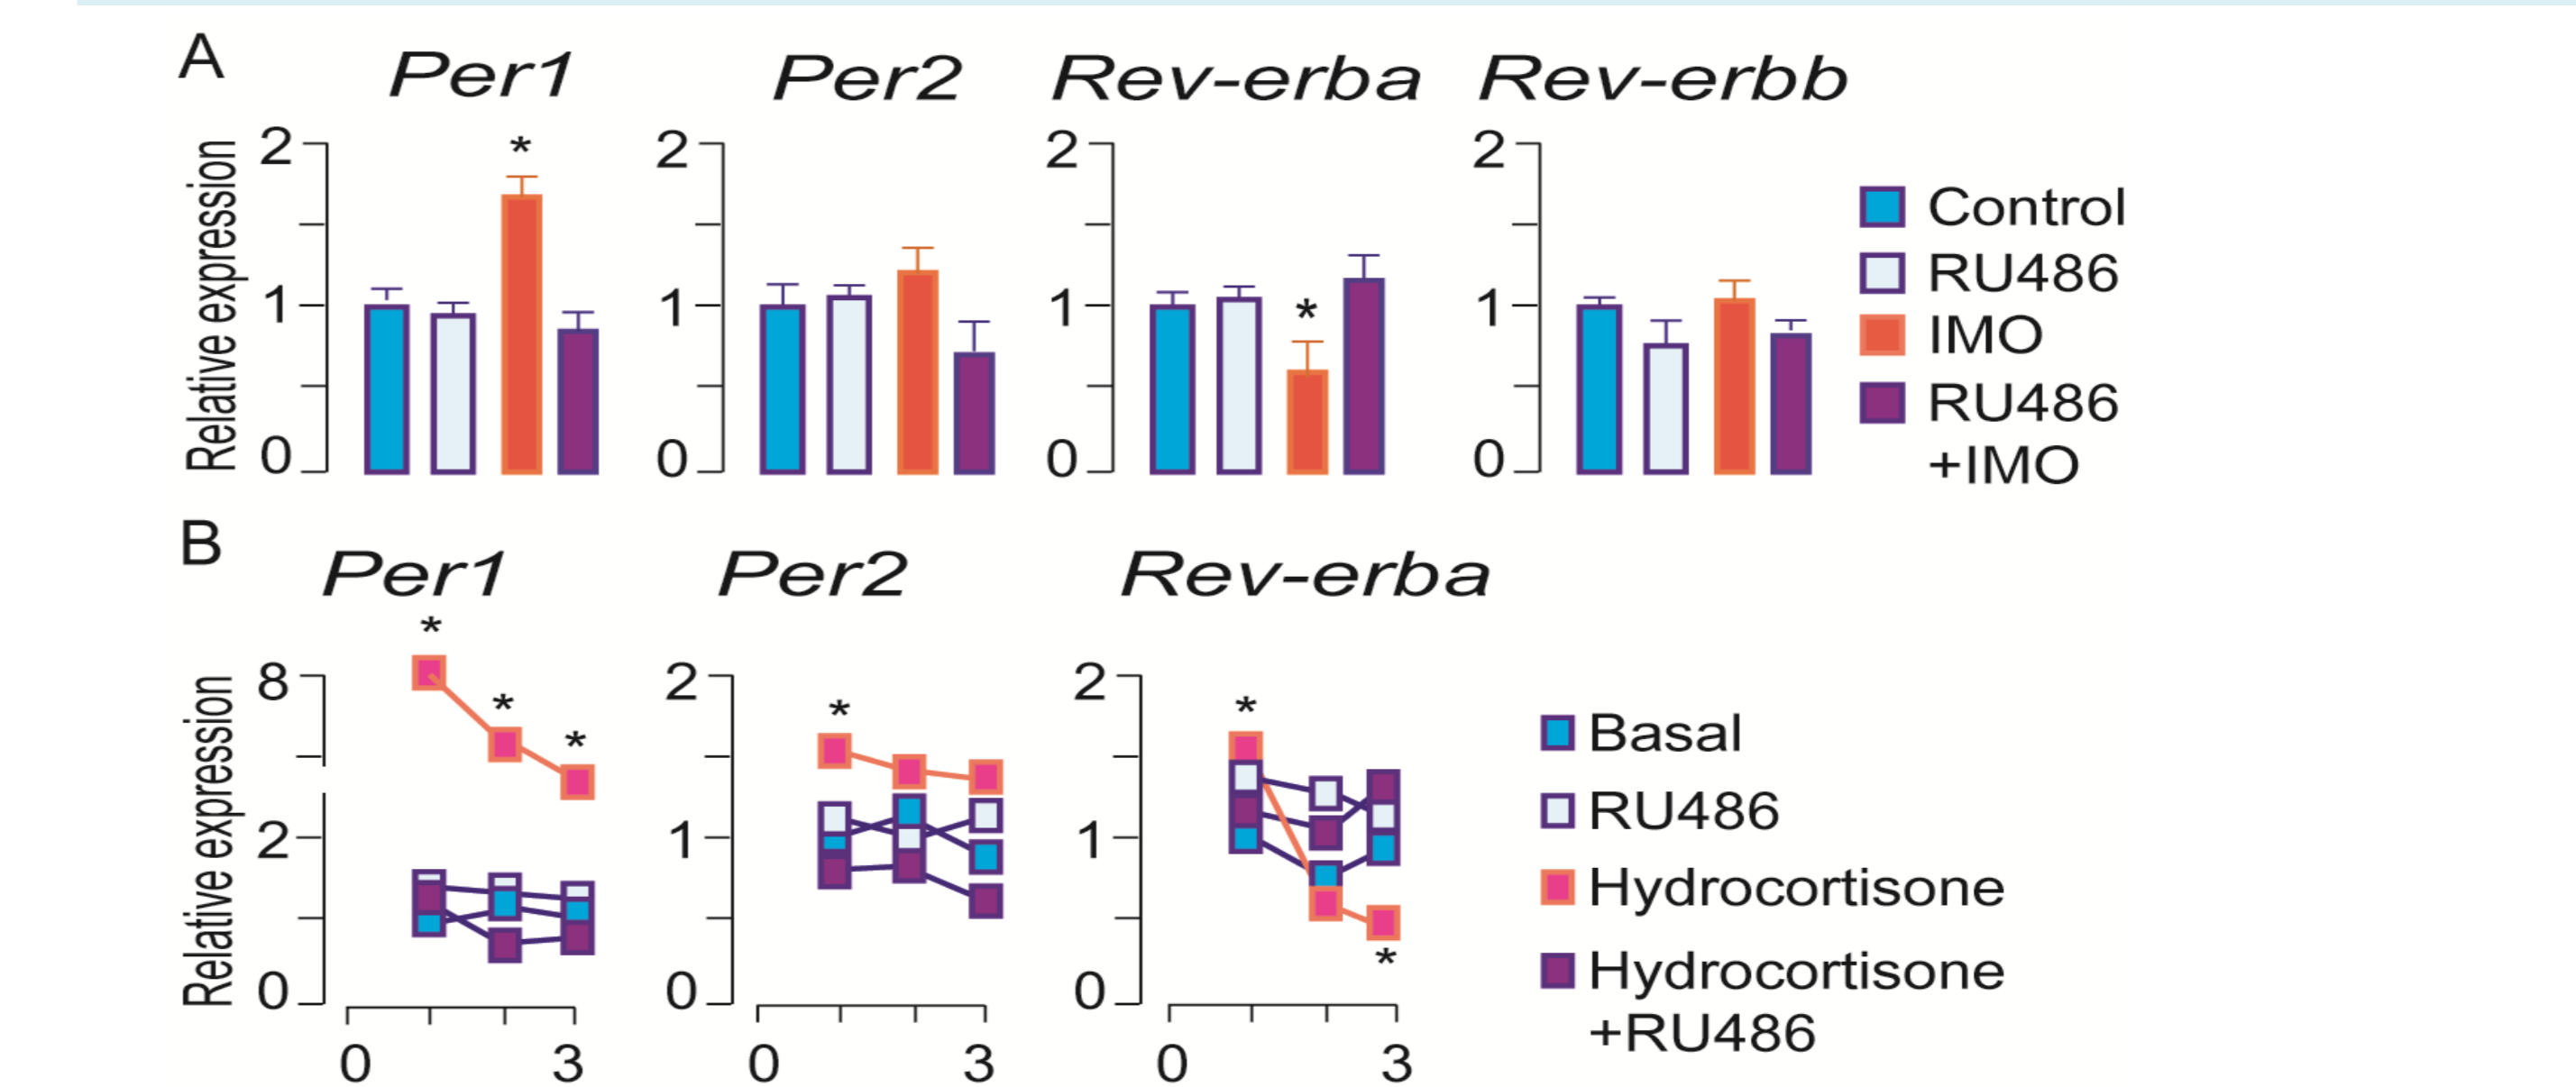 A
Per1 Per2 Rev-erba Rev-erbb
Relative expression
2 * 2 2 2
1 1 1 * 1
0 0 0 0
Control
RU486
IMO
RU486
+IMO
B
Per1 Per2 Rev-erba
Relative expression
* * *
8 * 2 * 2 *
2 1 1
0 0 0 *
0 3 0 3 0 3
Basal
RU486
Hydrocortisone
Hydrocortisone
+RU486